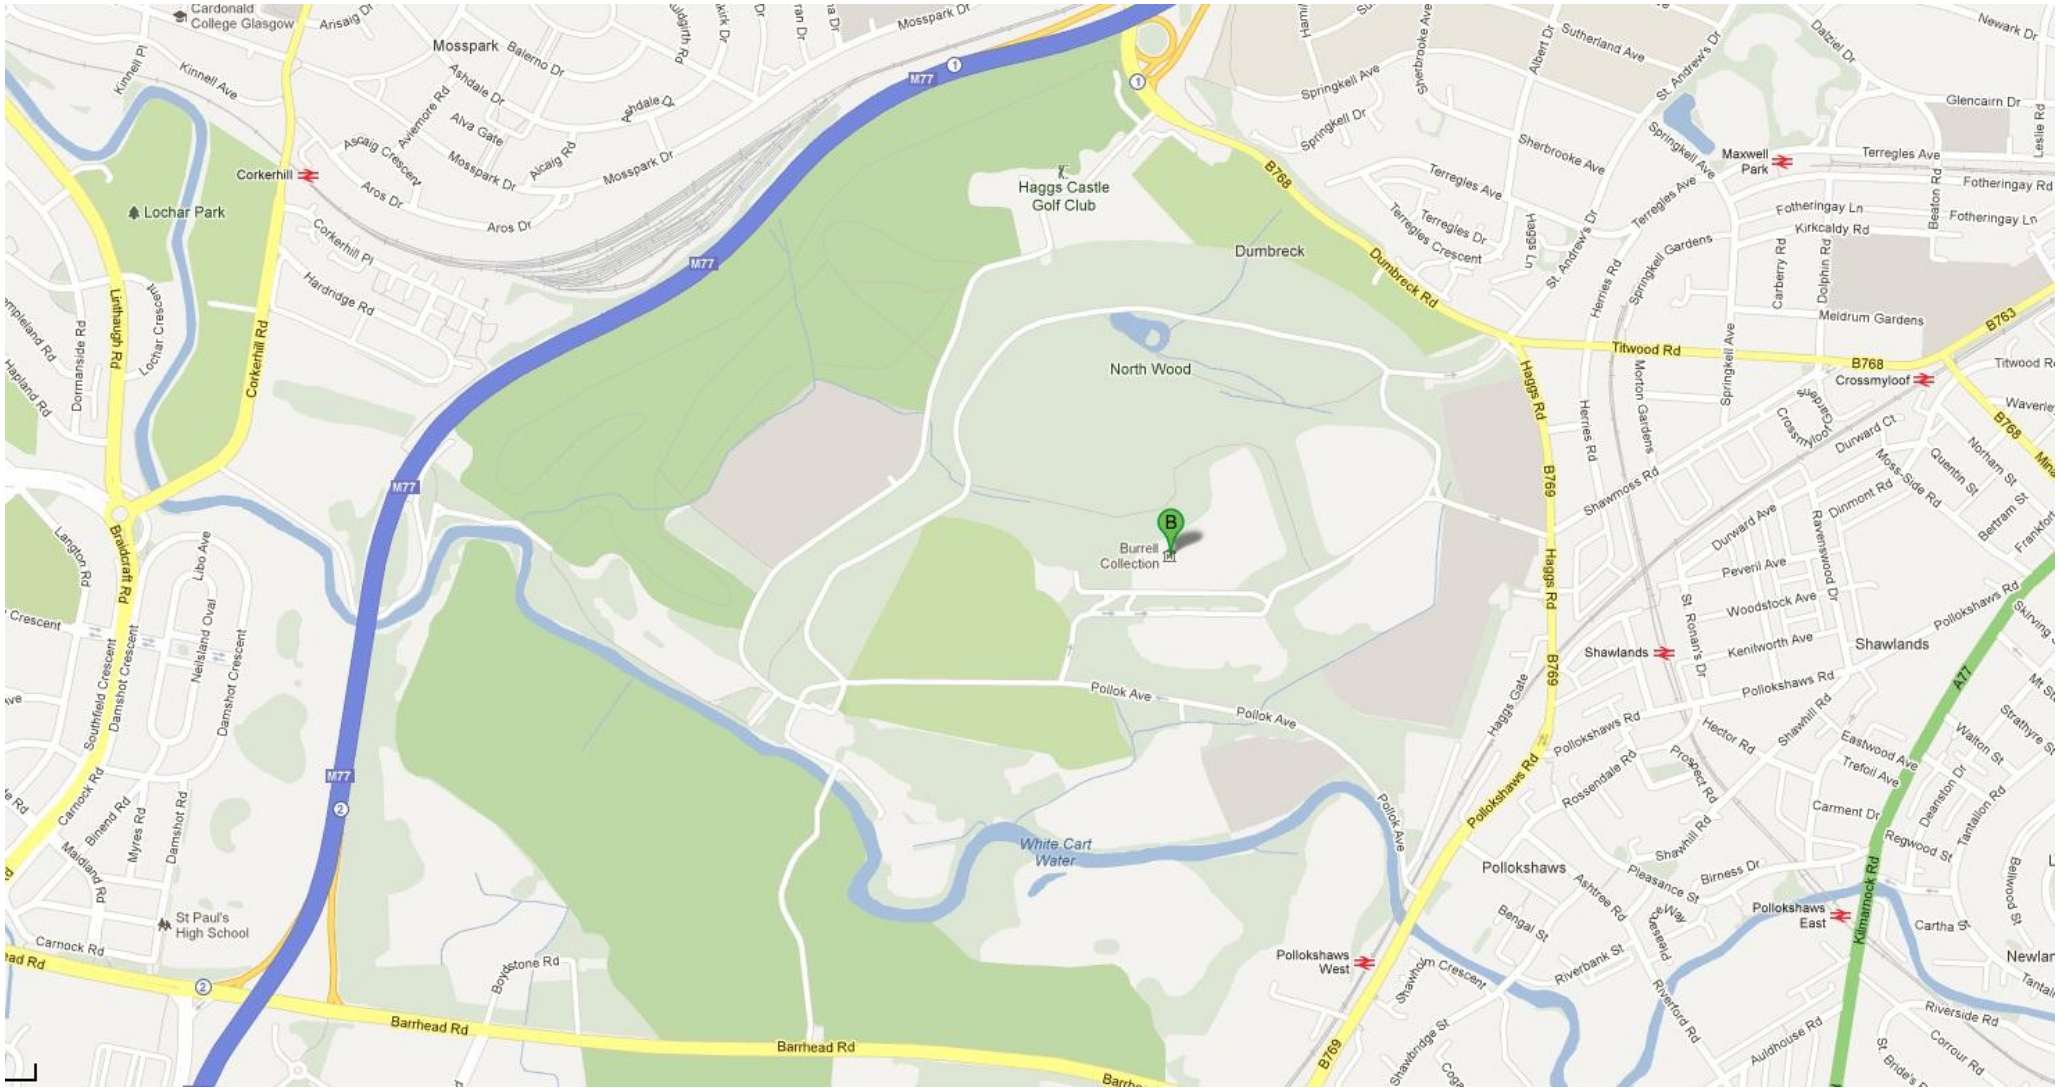 Cardonald
College Glasgow
Arisaig Dr
Mosspark Dr
Newark Dr
Kinnell Pl
Kinnell Ave
Mosspark
Balerno Dr
Ashdale Dr
Aviemore Rd
Alva Gate
Ashdale Dr
Ascaig Crescent
Mosspark Dr
Alcaig Rd
Mosspark Dr
Aros Dr
Aros Dr
Corkerhill
Lochar Park
Corkerhill Pl
Hardridge Rd
Linthaugh Rd
Lochar Crescent
Dormanside Rd
Hapland Rd
Corkerhill Rd
M77
1
1
M77
M77
M77
2
2
Haggs Castle
Golf Club
Dumbreck
North Wood
B768
Dumbreck Rd
Springkell Ave
Springkell Dr
Sherbrooke Ave
Albert Dr
Sutherland Ave
St. Andrew's Dr
Dalziel Dr
Glencairn Dr
Leslie Rd
Springkell Ave
Sherbrooke Ave
Maxwell
Park
Terregles Ave
Terregles Ave
Terregles Ave
Terregles Dr
Terregles Crescent
Haggs Ln
St. Andrew's Dr
Fotheringay Rd
Fotheringay Ln
Fotheringay Ln
Beaton Rd
Kirkcaldy Rd
Springkell Gardens
Herries Rd
Carberry Rd
Dolphin Rd
Meldrum Gardens
B763
Titwood Rd
B768
Crossmyloof
Springkell Ave
Morton Gardens
Herries Rd
Haggs Rd
B769
Crossmyloof
Gardens
Durward Ct
Waverley
B768
Norham St
Quentin St
Moss-Side Rd
Bertram St
Shawmoss Rd
Dinmont Rd
Durward Ave
Ravenswood Dr
Peveril Ave
Woodstock Ave
Kenilworth Ave
St. Ronan's Dr
Haggs Rd
B769
Shawlands
Shawlands
Pollokshaws Rd
Pollokshaws Rd
Pollokshaws Rd
A77
B
Burrell
Collection
Pollok Ave
Pollok Ave
Pollok Ave
White Cart
Water
Haggs Gate
Pollokshaws Rd
Rossendale Rd
Hector Rd
Prospect Rd
Shawhill Rd
Shawhill Rd
Eastwood Ave
Trefoil Ave
Walton St
Deanston Dr
Tantallon Rd
Carment Dr
Regwood St
Birness Dr
Pleasance St
Ashtree Rd
Pollokshaws
Pollokshaws
East
Pollokshaws
West
Kilmarnock Rd
Bellwood St
Cartha St
Bengal St
Riverbank St
Riverford Rd
Shawholm Crescent
Shawbridge St
B769
Auldhouse Rd
Riverside Rd
Corrour Rd
Langton Rd
Braidcraft Rd
Libo Ave
Neilsland Oval
Damshot Crescent
Damshot Crescent
Southfield Crescent
Crescent
Carnock Rd
Binend Rd
Myres Rd
Damshot Rd
Maidland Rd
St Paul's
High School
Carnock Rd
Boydstone Rd
Barrhead Rd
Barrhead Rd